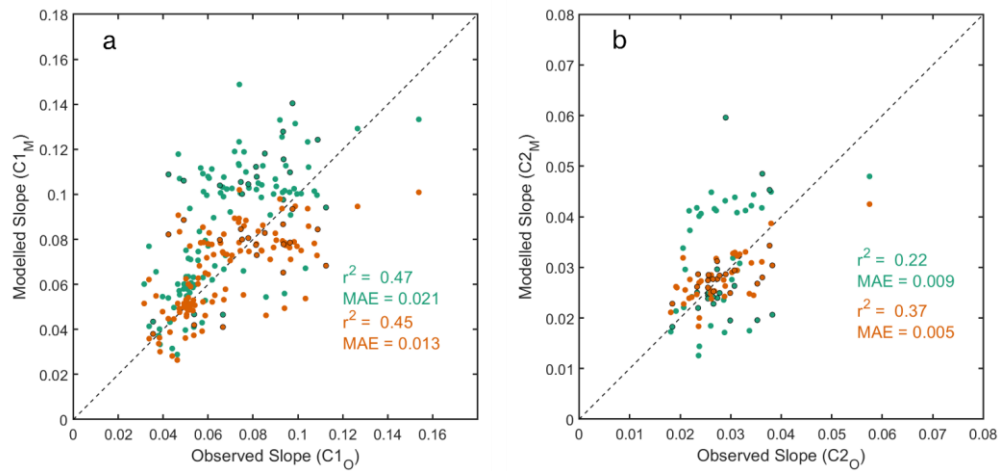 a
0.18
0.16
0.14
0.12
0.1
0.08
0.06
0.04
0.02
0
Modelled Slope (C1_M)
r² = 0.47
MAE = 0.021
r² = 0.45
MAE = 0.013
0 0.02 0.04 0.06 0.08 0.1 0.12 0.14 0.16
Observed Slope (C1_O)
b
0.08
0.07
0.06
0.05
0.04
0.03
0.02
0.01
0
Modelled Slope (C2_M)
r² = 0.22
MAE = 0.009
r² = 0.37
MAE = 0.005
0 0.01 0.02 0.03 0.04 0.05 0.06 0.07 0.08
Observed Slope (C2_O)